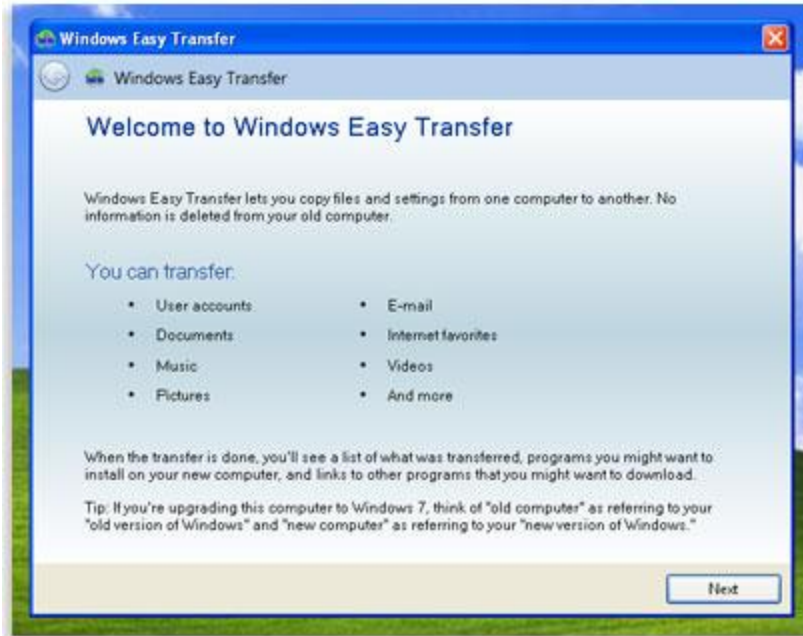 Windows Easy Transfer
Windows Easy Transfer
Welcome to Windows Easy Transfer
Windows Easy Transfer lets you copy files and settings from one computer to another. No
information is deleted from your old computer.
You can transfer:
• User accounts
• Documents
• Music
• Pictures
• E-mail
• Internet favorites
• Videos
• And more
When the transfer is done, you'll see a list of what was transferred, programs you might want to
install on your new computer, and links to other programs that you might want to download.
Tip: If you're upgrading this computer to Windows 7, think of "old computer" as referring to your
"old version of Windows" and "new computer" as referring to your "new version of Windows."
Next